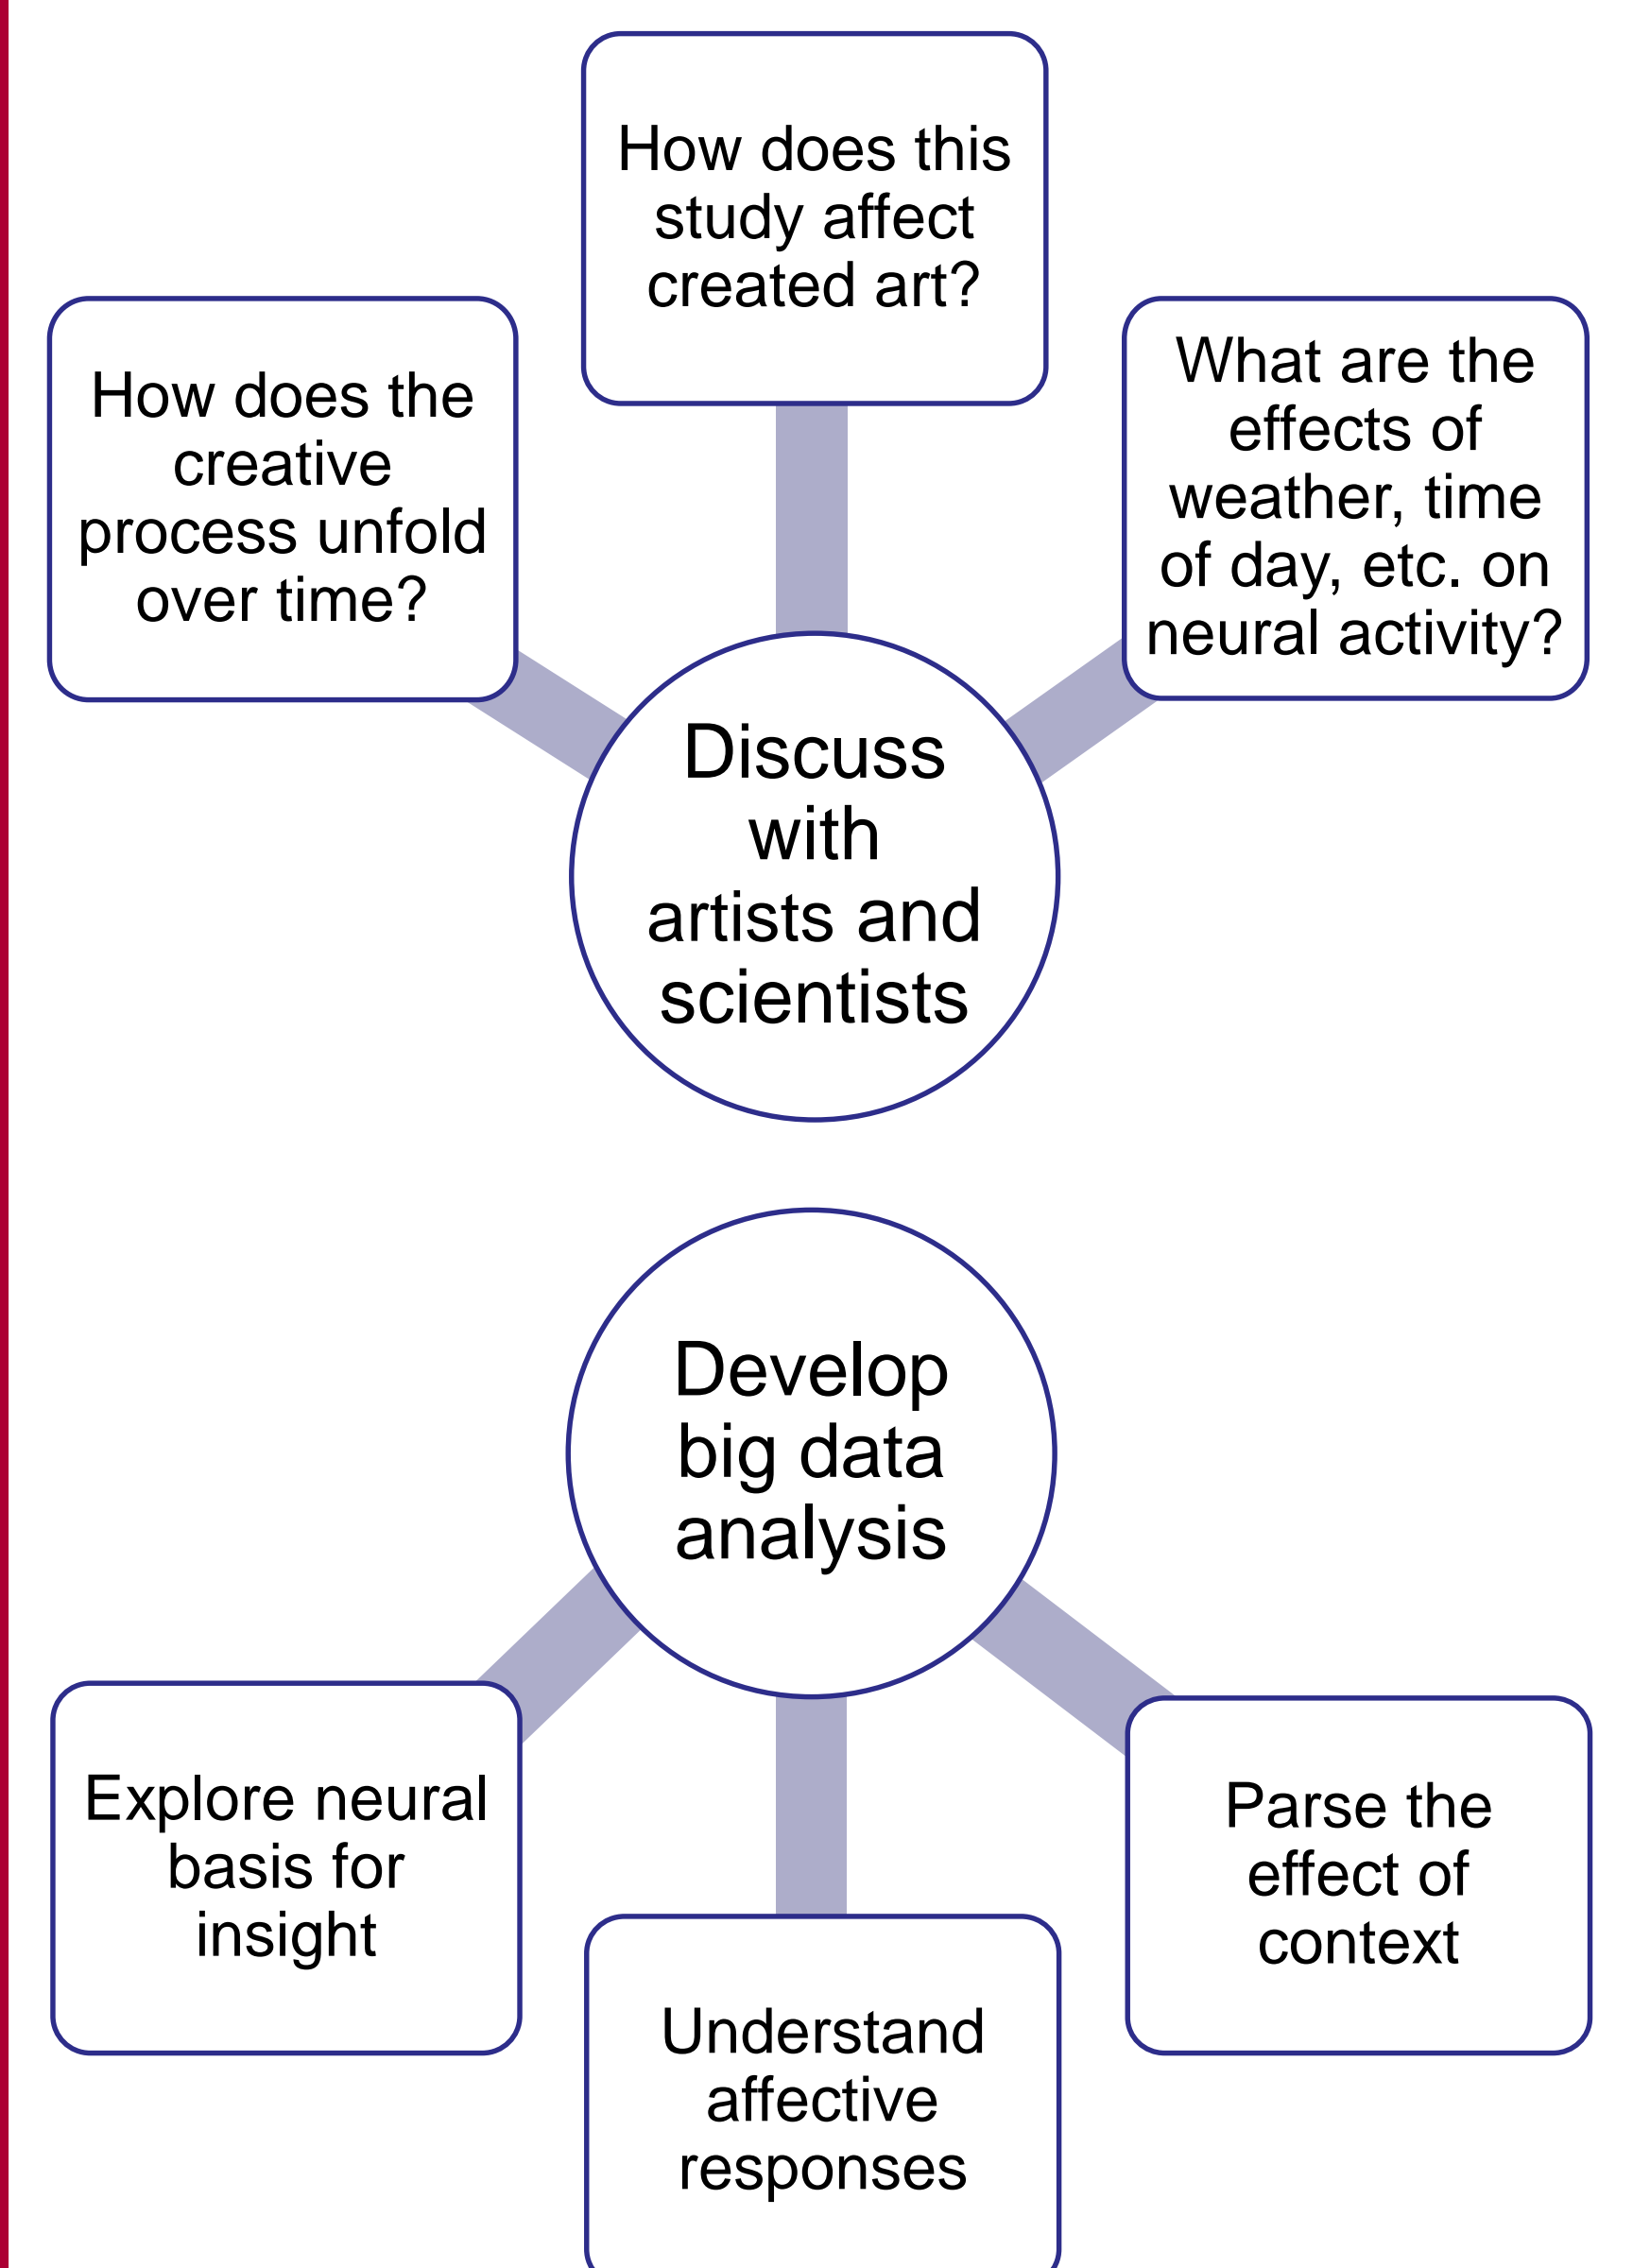 How does this
study affect
created art?
How does the
creative
process unfold
over time?
What are the
effects of
weather, time
of day, etc. on
neural activity?
Discuss
with
artists and
scientists
Develop
big data
analysis
Explore neural
basis for
insight
Parse the
effect of
context
Understand
affective
responses